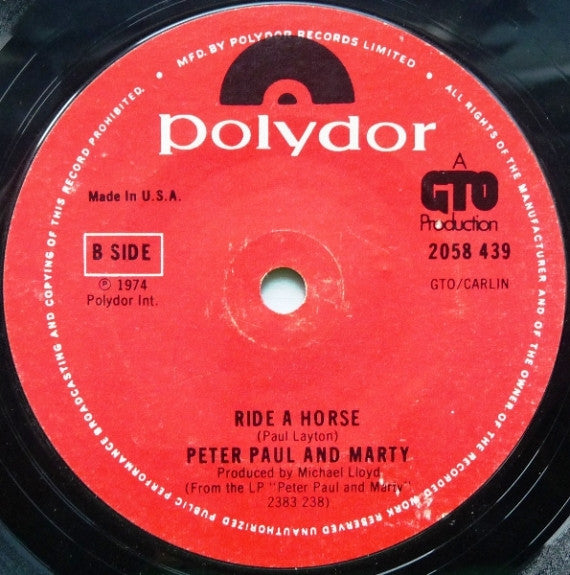 MFD. BY POLYDOR RECORDS LIMITED. • ALL RIGHTS OF THE MANUFACTURER AND OF THE OWNER OF THE RECORDED WORK RESERVED UNAUTHORIZED PUBLIC PERFORMANCE BROADCASTING AND COPYING OF THIS RECORD PROHIBITED. •
polydor
A
GTO
Production
Made In U.S.A.
B SIDE
2058 439
℗ 1974
Polydor Int.
GTO/CARLIN
RIDE A HORSE
(Paul Layton)
PETER PAUL AND MARTY
Produced by Michael Lloyd
(From the LP "Peter Paul and Marty"
2383 238)